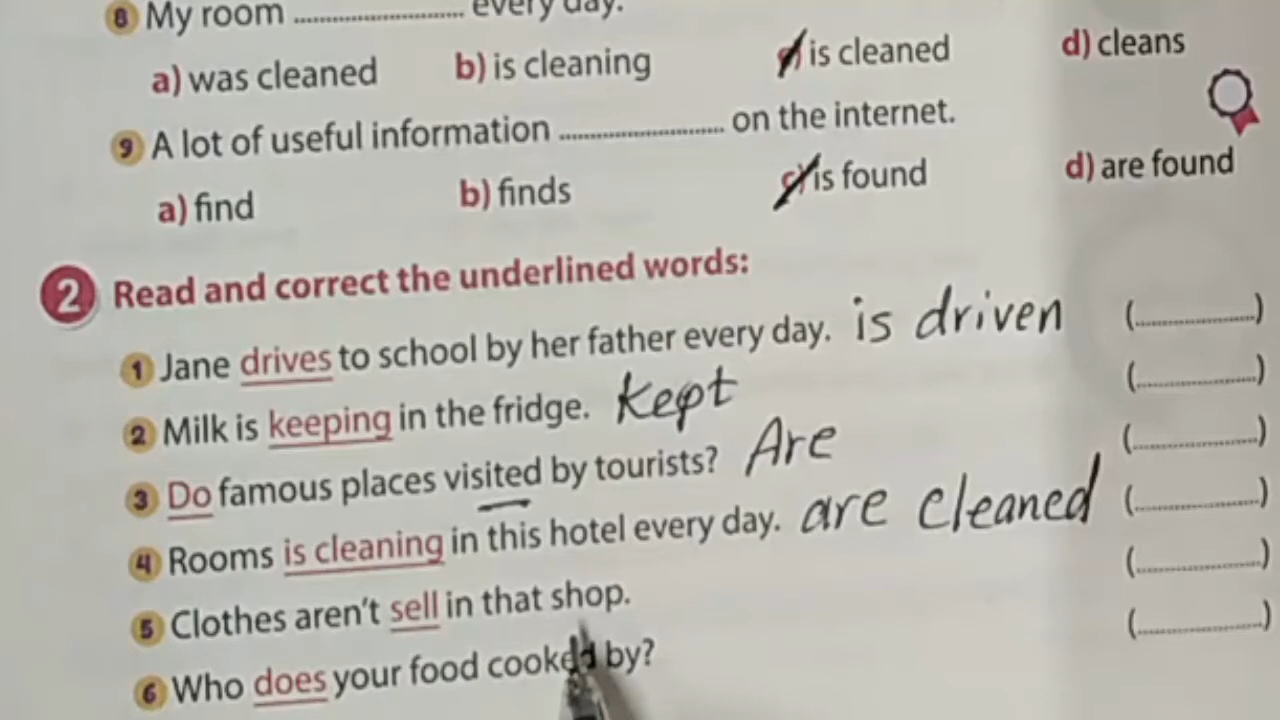 8 My room .......................... every day.
a) was cleaned b) is cleaning c) is cleaned d) cleans
9 A lot of useful information .......................... on the internet.
a) find b) finds c) is found d) are found
2 Read and correct the underlined words:
1 Jane drives to school by her father every day. is driven (....................)
2 Milk is keeping in the fridge. Kept (....................)
3 Do famous places visited by tourists? Are (....................)
4 Rooms is cleaning in this hotel every day. are cleaned (....................)
5 Clothes aren't sell in that shop. (....................)
6 Who does your food cooked by? (....................)